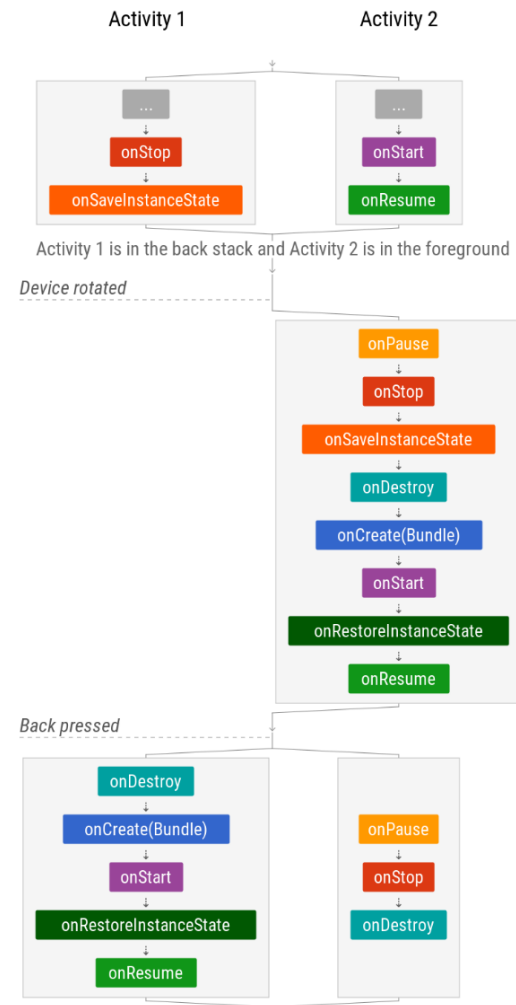 Activity 1
Activity 2
...
onStop
onSaveInstanceState
...
onStart
onResume
Activity 1 is in the back stack and Activity 2 is in the foreground
Device rotated
onPause
onStop
onSaveInstanceState
onDestroy
onCreate(Bundle)
onStart
onRestoreInstanceState
onResume
Back pressed
onDestroy
onCreate(Bundle)
onStart
onRestoreInstanceState
onResume
onPause
onStop
onDestroy